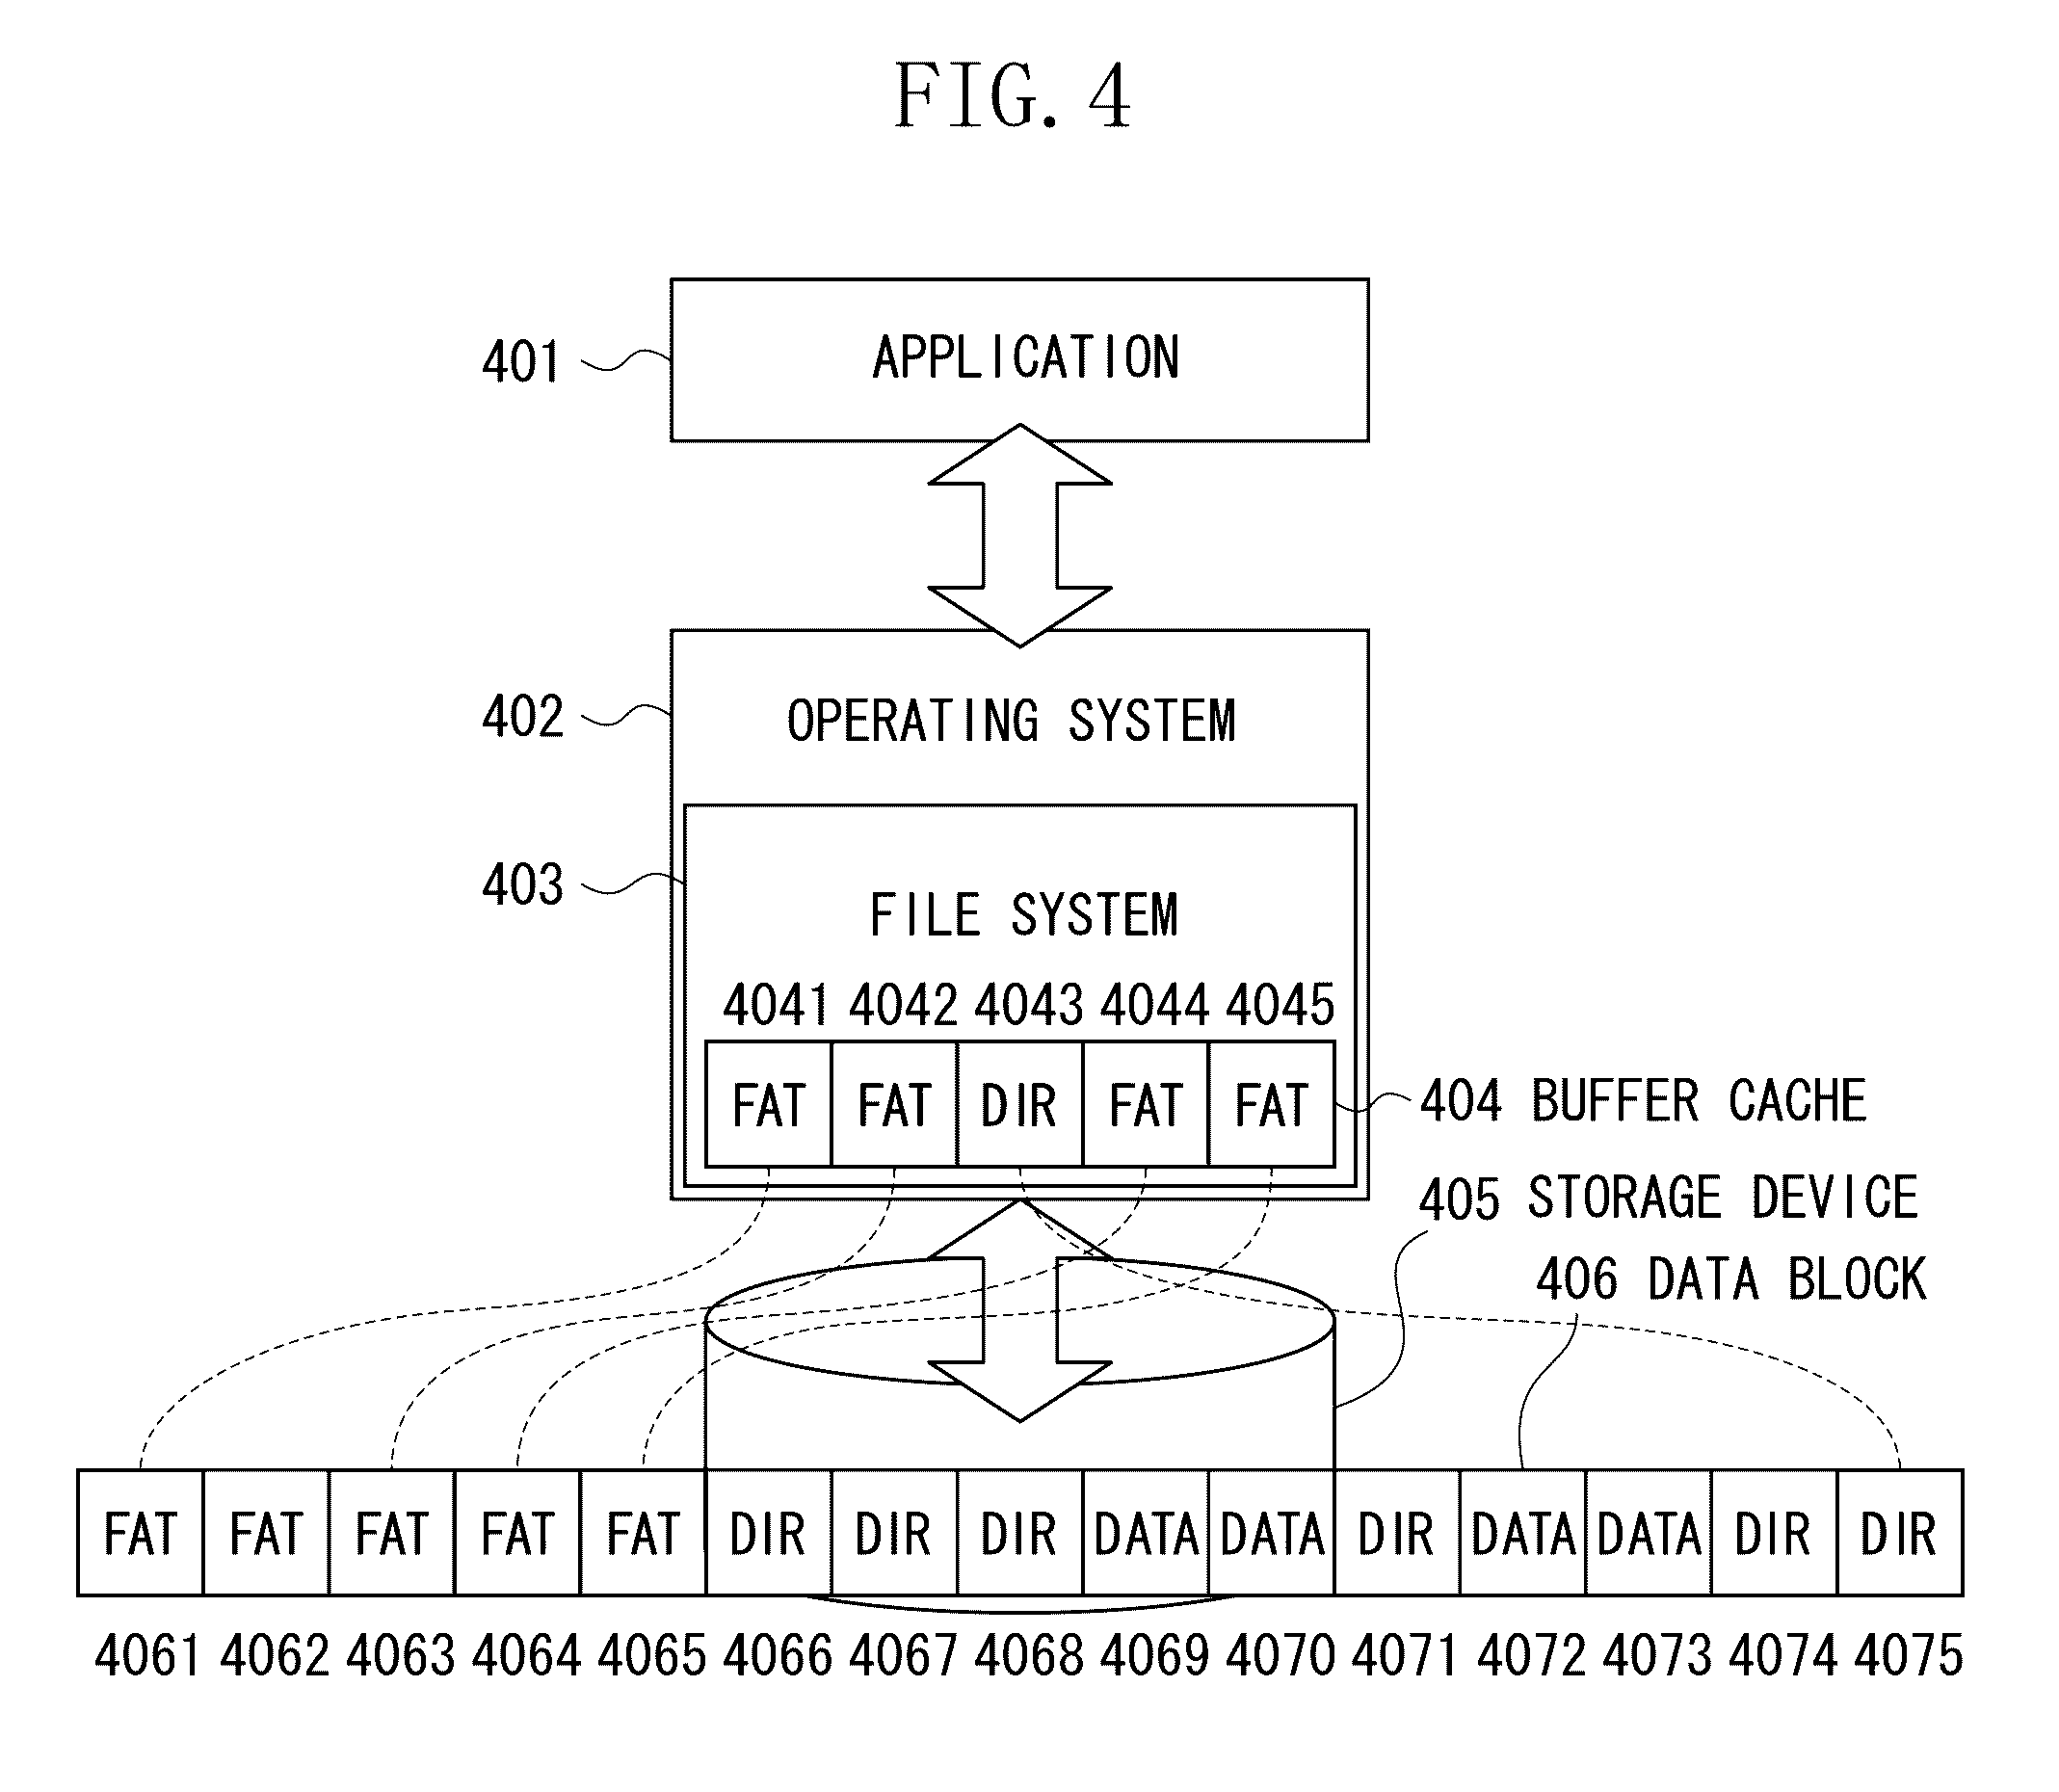 FIG. 4
401
APPLICATION
402
OPERATING SYSTEM
403
FILE SYSTEM
4041 4042 4043 4044 4045
FAT FAT DIR FAT FAT
404 BUFFER CACHE
405 STORAGE DEVICE
406 DATA BLOCK
FAT FAT FAT FAT FAT DIR DIR DIR DATA DATA DIR DATA DATA DIR DIR
4061 4062 4063 4064 4065 4066 4067 4068 4069 4070 4071 4072 4073 4074 4075